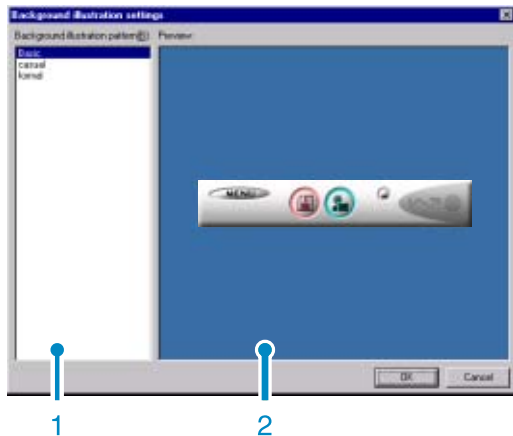 Background illustration settings
Background illustration pattern(B) Preview:
Basic
casual
formal
MENU
OK Cancel
1 2